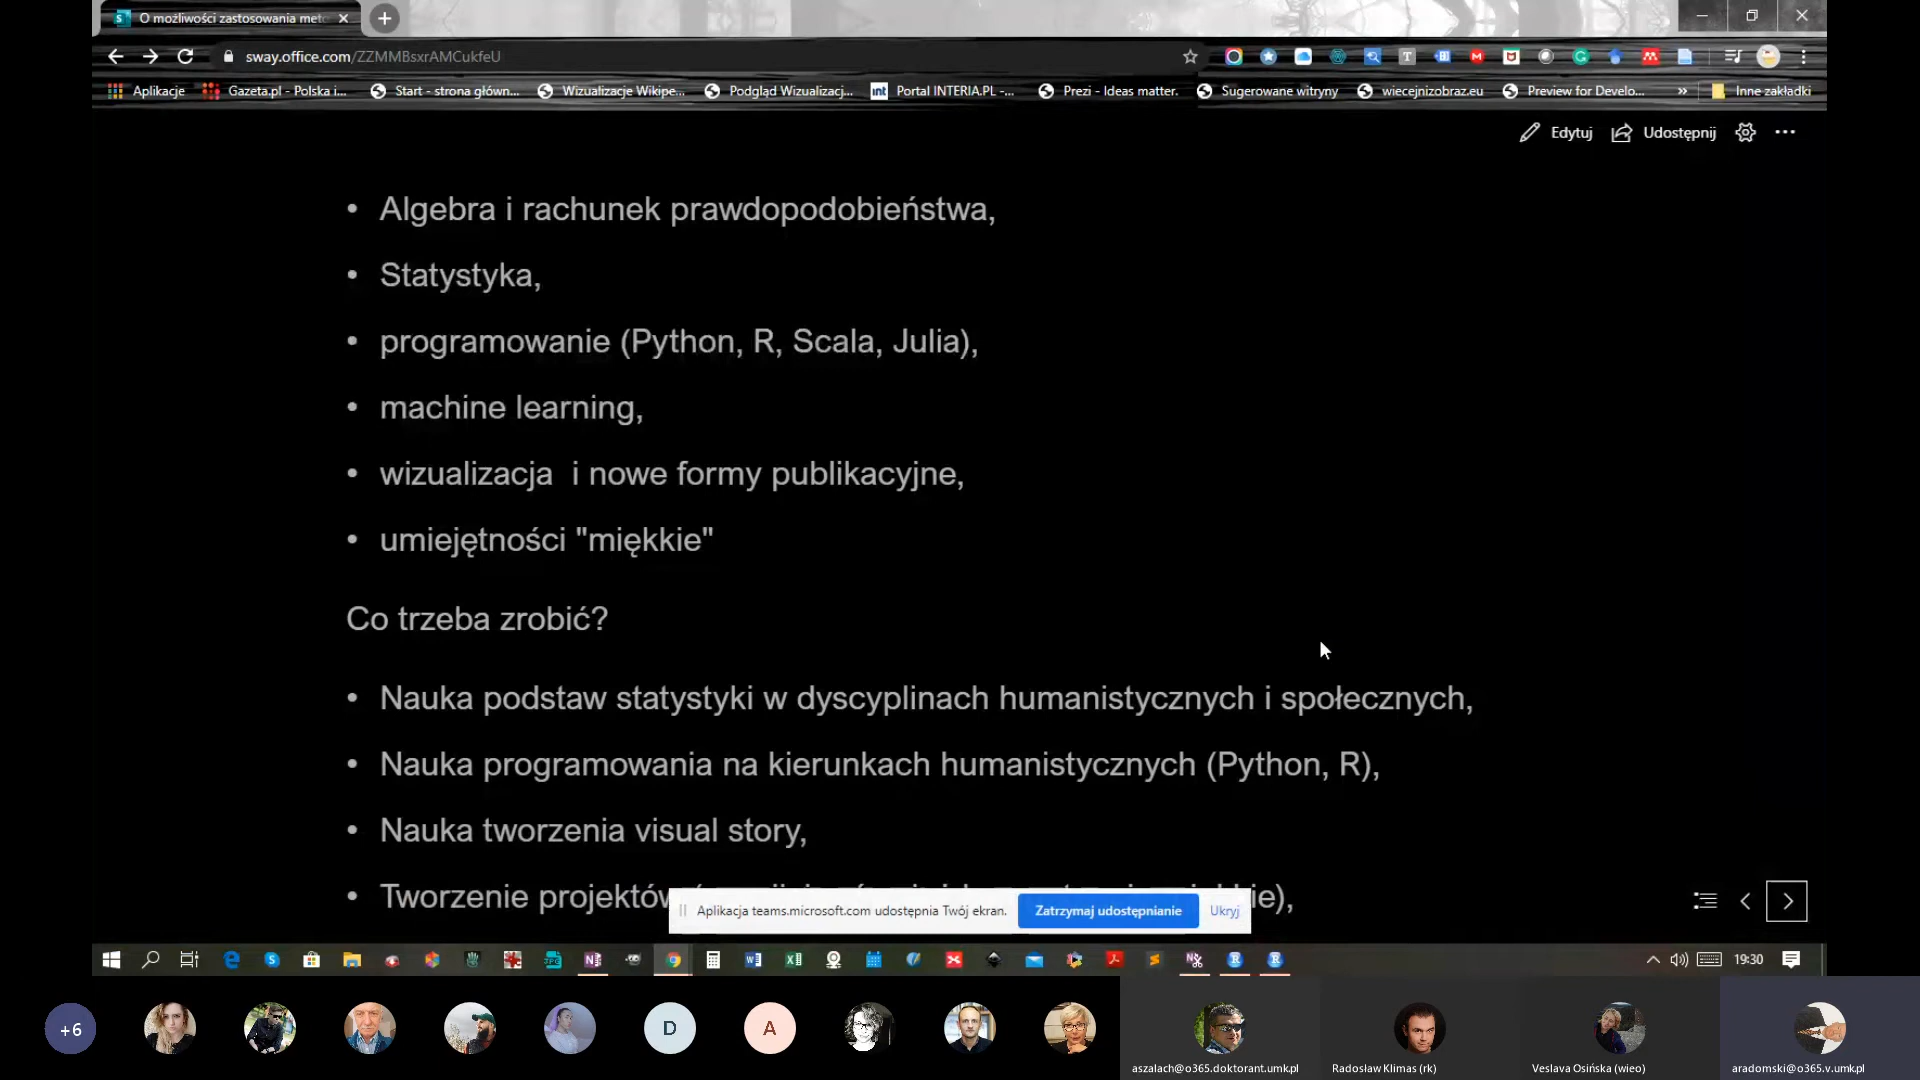 O możliwości zastosowania met
sway.office.com/ZZMMBsxrAMCukfeU
Aplikacje
Gazeta.pl - Polska i...
Start - strona główn...
Wizualizacje Wikipe...
Podgląd Wizualizacj...
Portal INTERIA.PL -...
Prezi - Ideas matter.
Sugerowane witryny
wiecejnizobraz.eu
Preview for Develo...
Inne zakładki
Edytuj
Udostępnij
• Algebra i rachunek prawdopodobieństwa,
• Statystyka,
• programowanie (Python, R, Scala, Julia),
• machine learning,
• wizualizacja i nowe formy publikacyjne,
• umiejętności "miękkie"
Co trzeba zrobić?
• Nauka podstaw statystyki w dyscyplinach humanistycznych i społecznych,
• Nauka programowania na kierunkach humanistycznych (Python, R),
• Nauka tworzenia visual story,
• Tworzenie projektów
Aplikacja teams.microsoft.com udostępnia Twój ekran.
Zatrzymaj udostępnianie
Ukryj
19:30
+6
D
A
aszalach@o365.doktorant.umk.pl
Radosław Klimas (rk)
Veslava Osińska (wieo)
aradomski@o365.v.umk.pl